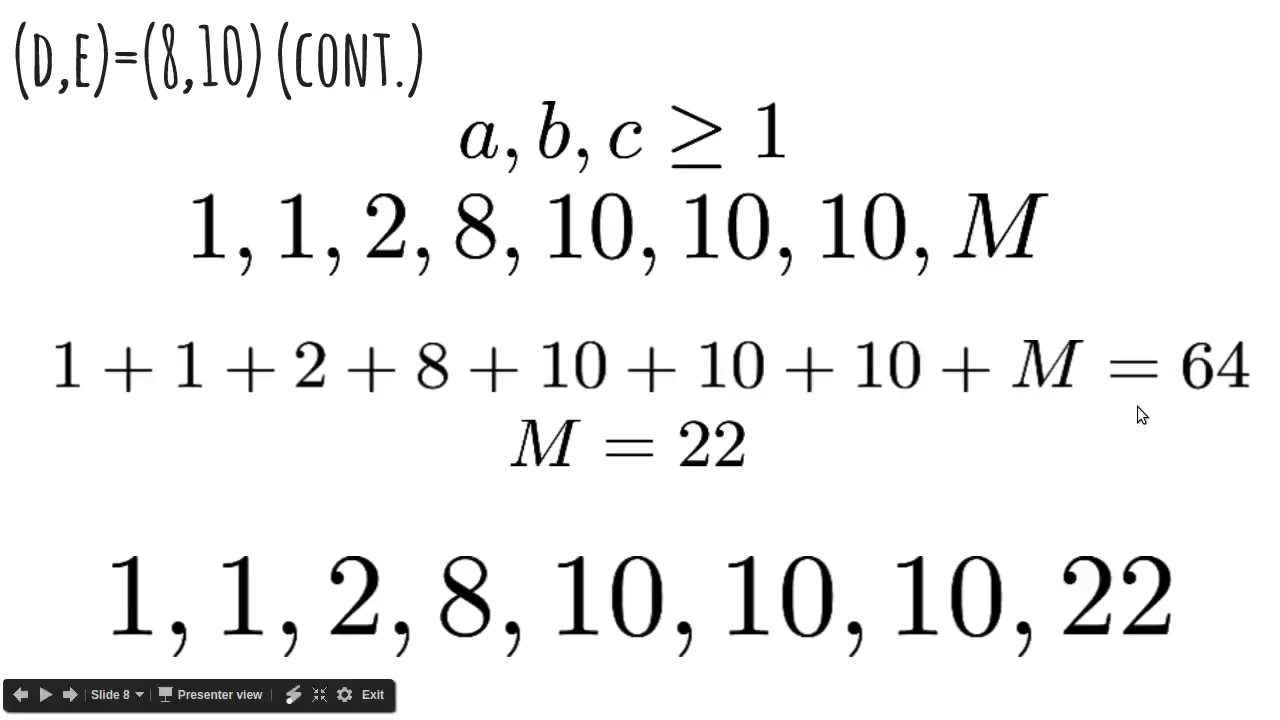 (D,E)=(8,10) (CONT.)
a, b, c ≥ 1
1, 1, 2, 8, 10, 10, 10, M
1 + 1 + 2 + 8 + 10 + 10 + 10 + M = 64
M = 22
1, 1, 2, 8, 10, 10, 10, 22
Slide 8 Presenter view Exit